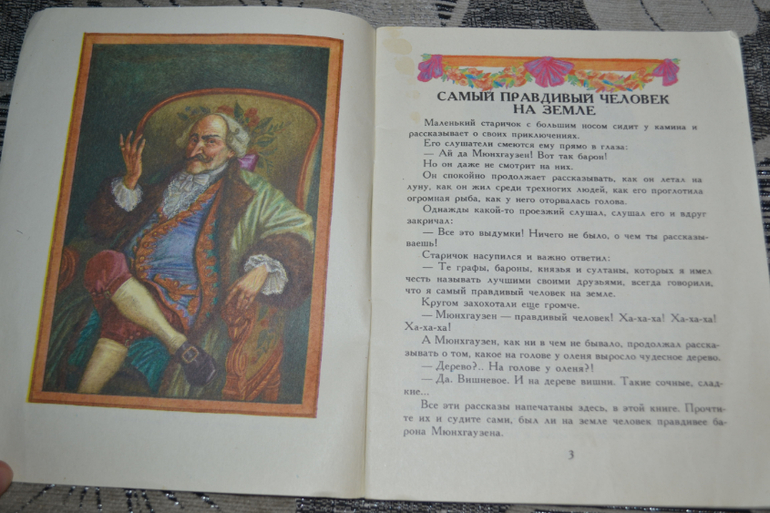 САМЫЙ ПРАВДИВЫЙ ЧЕЛОВЕК
НА ЗЕМЛЕ
Маленький старичок с большим носом сидит у камина и
рассказывает о своих приключениях.
Его слушатели смеются ему прямо в глаза:
— Ай да Мюнхгаузен! Вот так барон!
Но он даже не смотрит на них.
Он спокойно продолжает рассказывать, как он летал на
луну, как он жил среди трехногих людей, как его проглотила
огромная рыба, как у него оторвалась голова.
Однажды какой-то проезжий слушал, слушал его и вдруг
закричал:
— Все это выдумки! Ничего не было, о чем ты рассказы-
ваешь!
Старичок насупился и важно ответил:
— Те графы, бароны, князья и султаны, которых я имел
честь называть лучшими своими друзьями, всегда говорили,
что я самый правдивый человек на земле.
Кругом захохотали еще громче.
— Мюнхгаузен — правдивый человек! Ха-ха-ха! Ха-ха-ха!
Ха-ха-ха!
А Мюнхгаузен, как ни в чем не бывало, продолжал расска-
зывать о том, какое на голове у оленя выросло чудесное дерево.
— Дерево?.. На голове у оленя?!
— Да. Вишневое. И на дереве вишни. Такие сочные, слад-
кие...
Все эти рассказы напечатаны здесь, в этой книге. Прочти-
те их и судите сами, был ли на земле человек правдивее ба-
рона Мюнхгаузена.
3